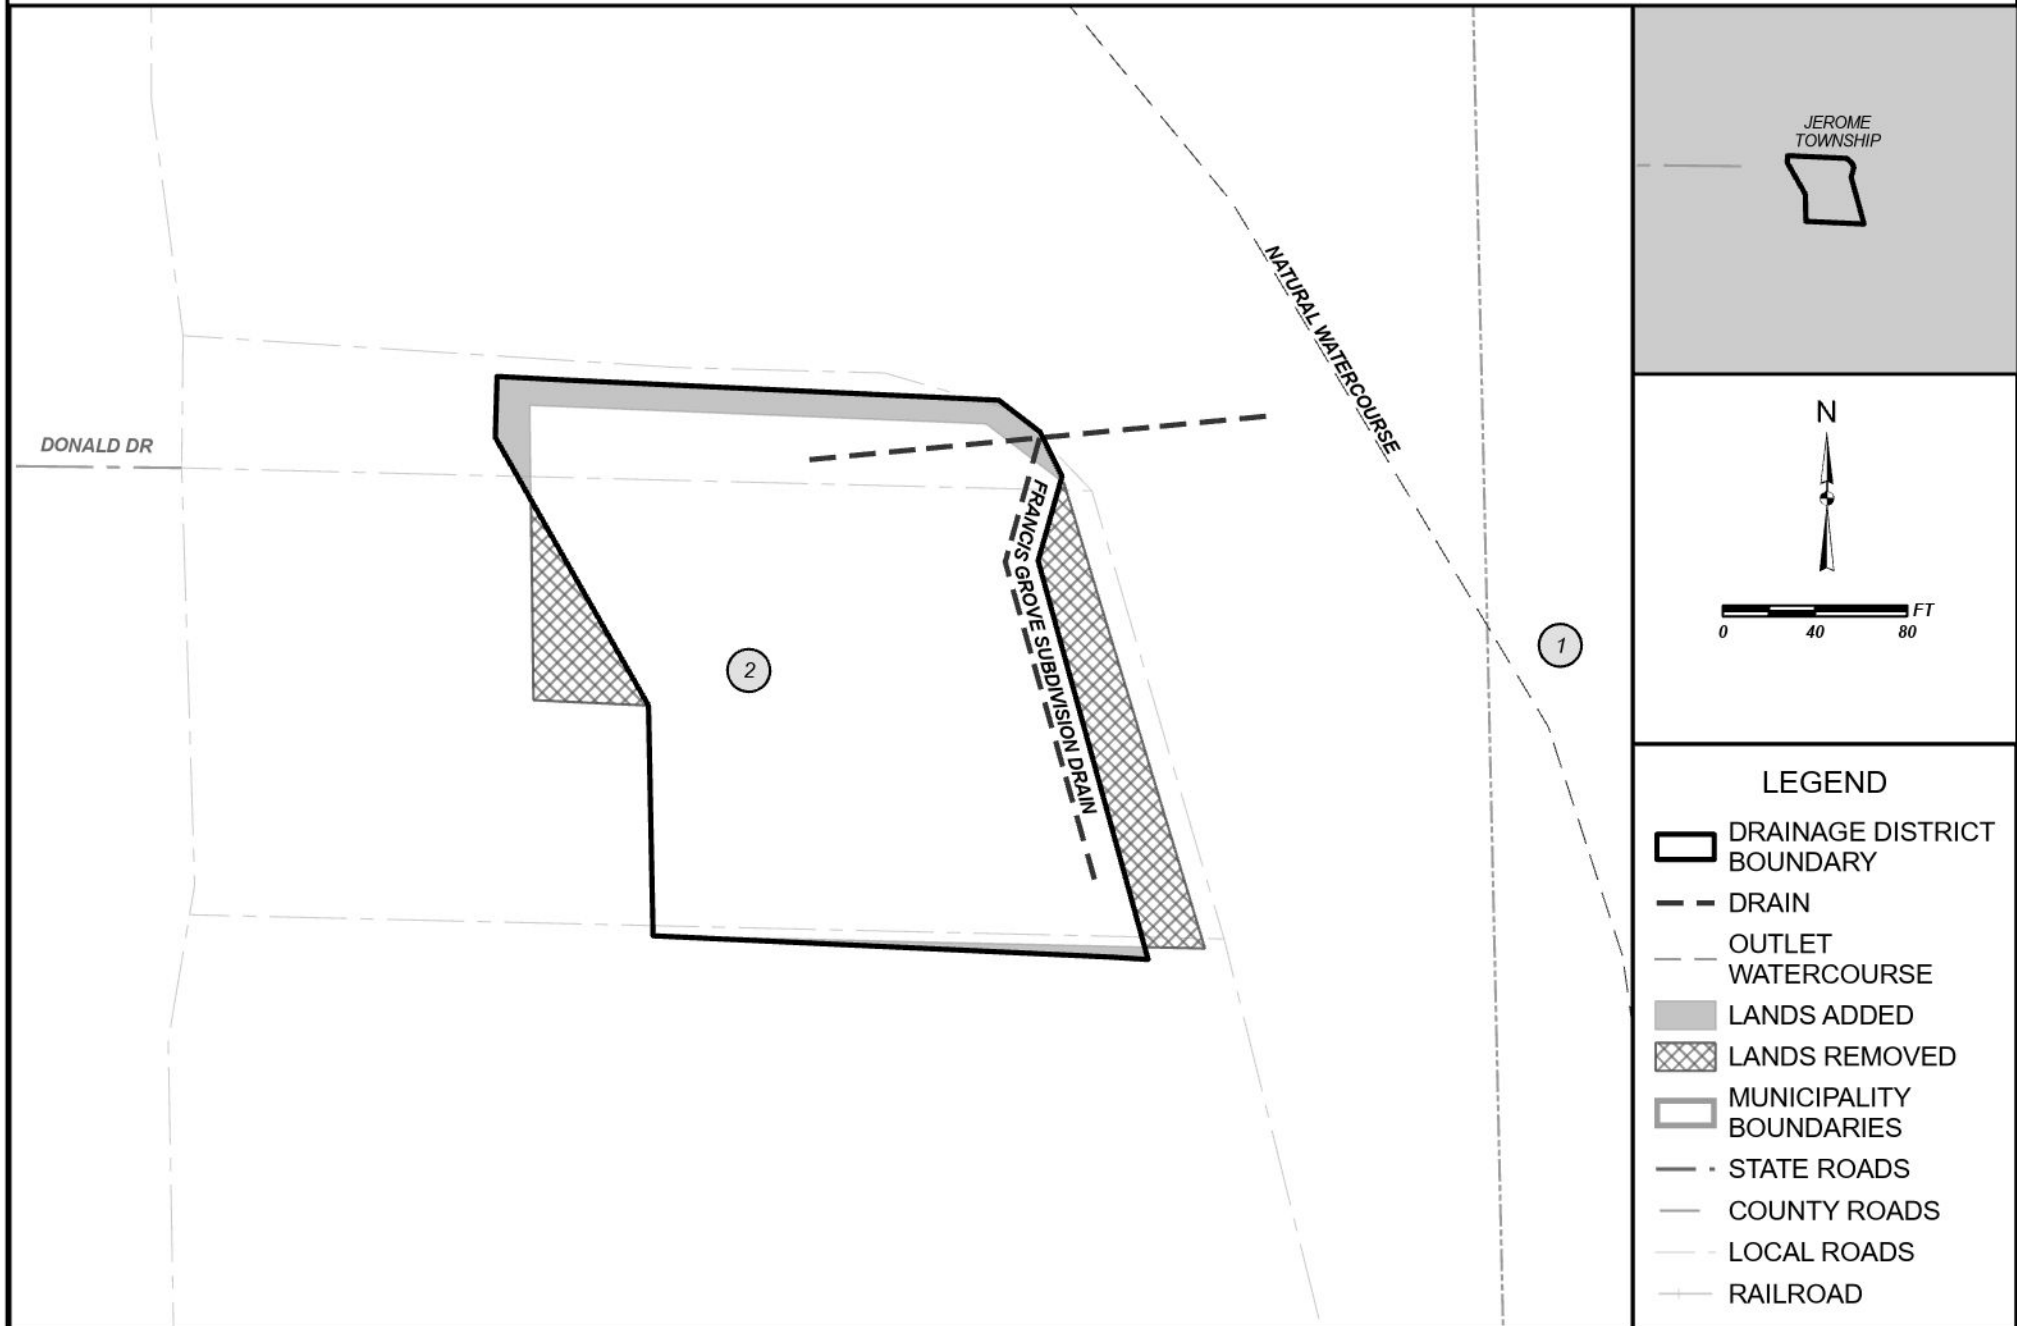 JEROME
TOWNSHIP
NATURAL WATERCOURSE
DONALD DR
FRANCIS GROVE SUBDIVISION DRAIN
2
1
N
FT
0 40 80
LEGEND
DRAINAGE DISTRICT
BOUNDARY
DRAIN
OUTLET
WATERCOURSE
LANDS ADDED
LANDS REMOVED
MUNICIPALITY
BOUNDARIES
STATE ROADS
COUNTY ROADS
LOCAL ROADS
RAILROAD